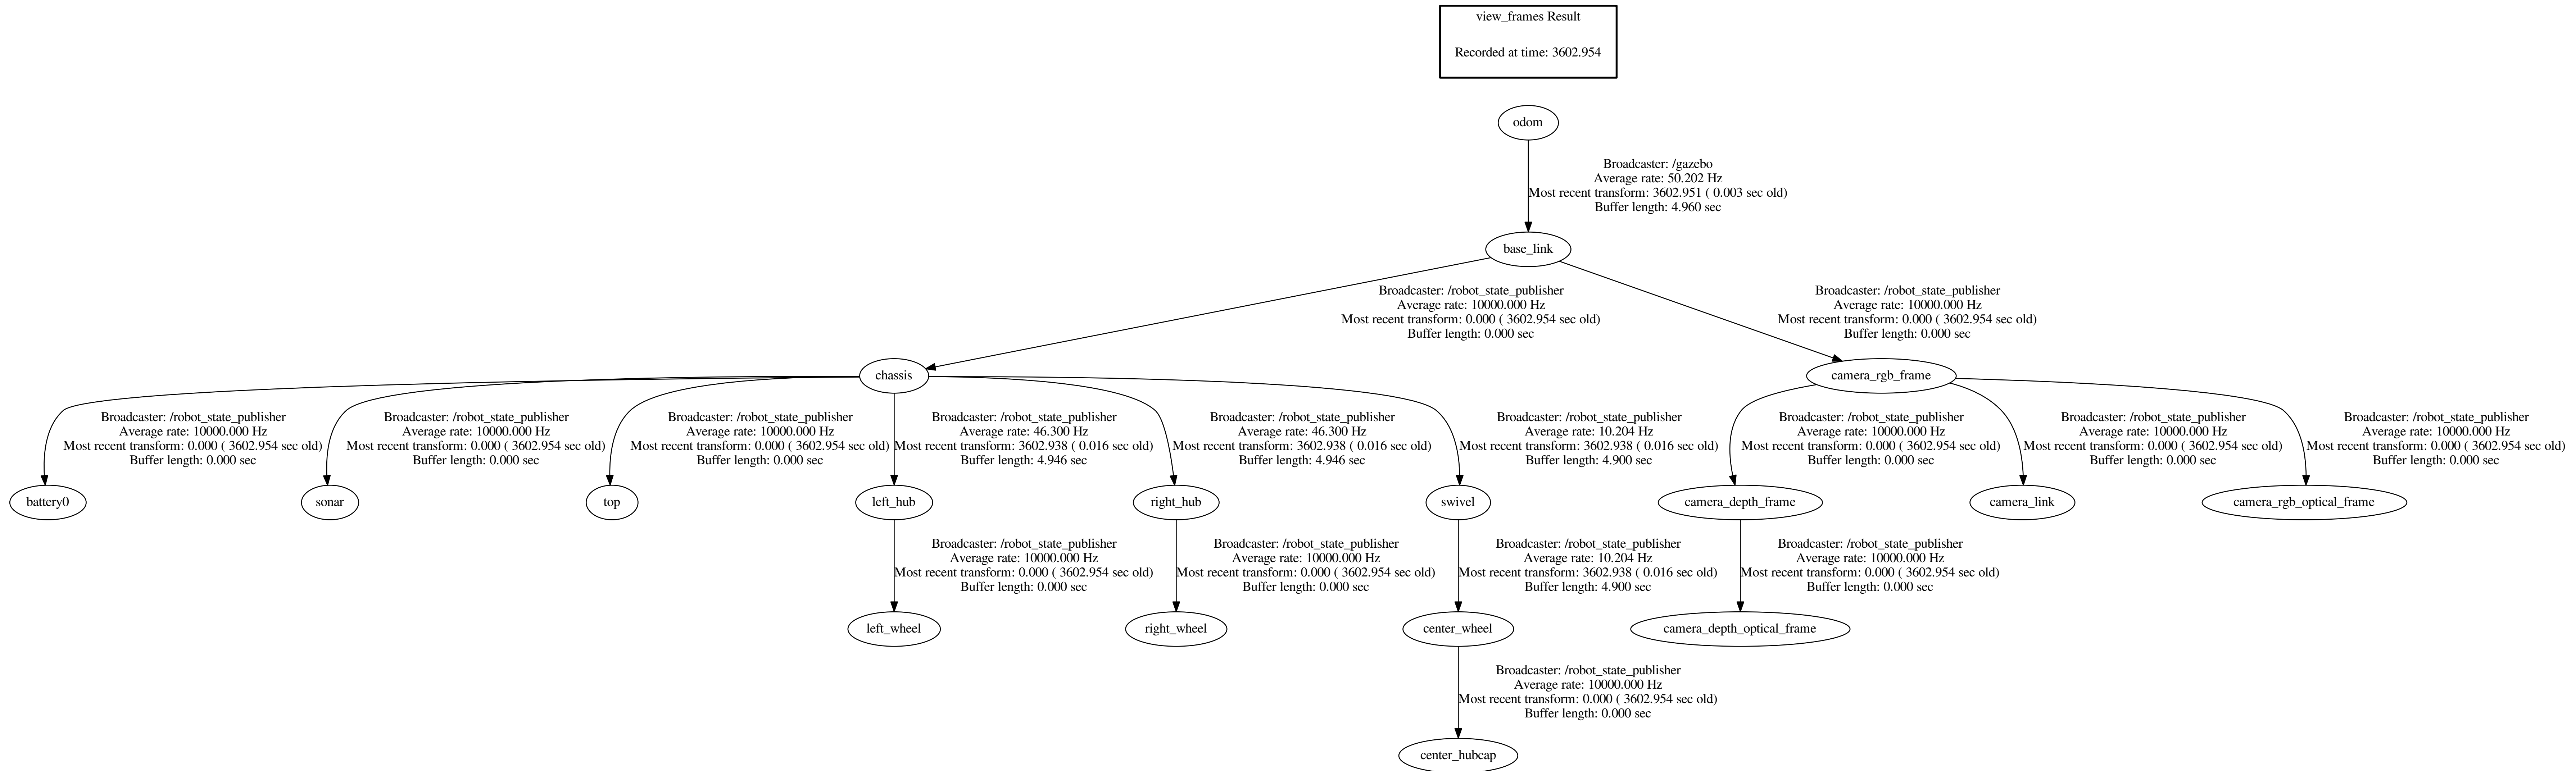 view_frames Result
Recorded at time: 3602.954
odom
Broadcaster: /gazebo
Average rate: 50.202 Hz
Most recent transform: 3602.951 ( 0.003 sec old)
Buffer length: 4.960 sec
base_link
Broadcaster: /robot_state_publisher
Average rate: 10000.000 Hz
Most recent transform: 0.000 ( 3602.954 sec old)
Buffer length: 0.000 sec
Broadcaster: /robot_state_publisher
Average rate: 10000.000 Hz
Most recent transform: 0.000 ( 3602.954 sec old)
Buffer length: 0.000 sec
chassis
camera_rgb_frame
Broadcaster: /robot_state_publisher
Average rate: 10000.000 Hz
Most recent transform: 0.000 ( 3602.954 sec old)
Buffer length: 0.000 sec
Broadcaster: /robot_state_publisher
Average rate: 10000.000 Hz
Most recent transform: 0.000 ( 3602.954 sec old)
Buffer length: 0.000 sec
Broadcaster: /robot_state_publisher
Average rate: 10000.000 Hz
Most recent transform: 0.000 ( 3602.954 sec old)
Buffer length: 0.000 sec
Broadcaster: /robot_state_publisher
Average rate: 46.300 Hz
Most recent transform: 3602.938 ( 0.016 sec old)
Buffer length: 4.946 sec
Broadcaster: /robot_state_publisher
Average rate: 46.300 Hz
Most recent transform: 3602.938 ( 0.016 sec old)
Buffer length: 4.946 sec
Broadcaster: /robot_state_publisher
Average rate: 10.204 Hz
Most recent transform: 3602.938 ( 0.016 sec old)
Buffer length: 4.900 sec
Broadcaster: /robot_state_publisher
Average rate: 10000.000 Hz
Most recent transform: 0.000 ( 3602.954 sec old)
Buffer length: 0.000 sec
Broadcaster: /robot_state_publisher
Average rate: 10000.000 Hz
Most recent transform: 0.000 ( 3602.954 sec old)
Buffer length: 0.000 sec
Broadcaster: /robot_state_publisher
Average rate: 10000.000 Hz
Most recent transform: 0.000 ( 3602.954 sec old)
Buffer length: 0.000 sec
battery0
sonar
top
left_hub
right_hub
swivel
camera_depth_frame
camera_link
camera_rgb_optical_frame
Broadcaster: /robot_state_publisher
Average rate: 10000.000 Hz
Most recent transform: 0.000 ( 3602.954 sec old)
Buffer length: 0.000 sec
Broadcaster: /robot_state_publisher
Average rate: 10000.000 Hz
Most recent transform: 0.000 ( 3602.954 sec old)
Buffer length: 0.000 sec
Broadcaster: /robot_state_publisher
Average rate: 10.204 Hz
Most recent transform: 3602.938 ( 0.016 sec old)
Buffer length: 4.900 sec
Broadcaster: /robot_state_publisher
Average rate: 10000.000 Hz
Most recent transform: 0.000 ( 3602.954 sec old)
Buffer length: 0.000 sec
left_wheel
right_wheel
center_wheel
camera_depth_optical_frame
Broadcaster: /robot_state_publisher
Average rate: 10000.000 Hz
Most recent transform: 0.000 ( 3602.954 sec old)
Buffer length: 0.000 sec
center_hubcap